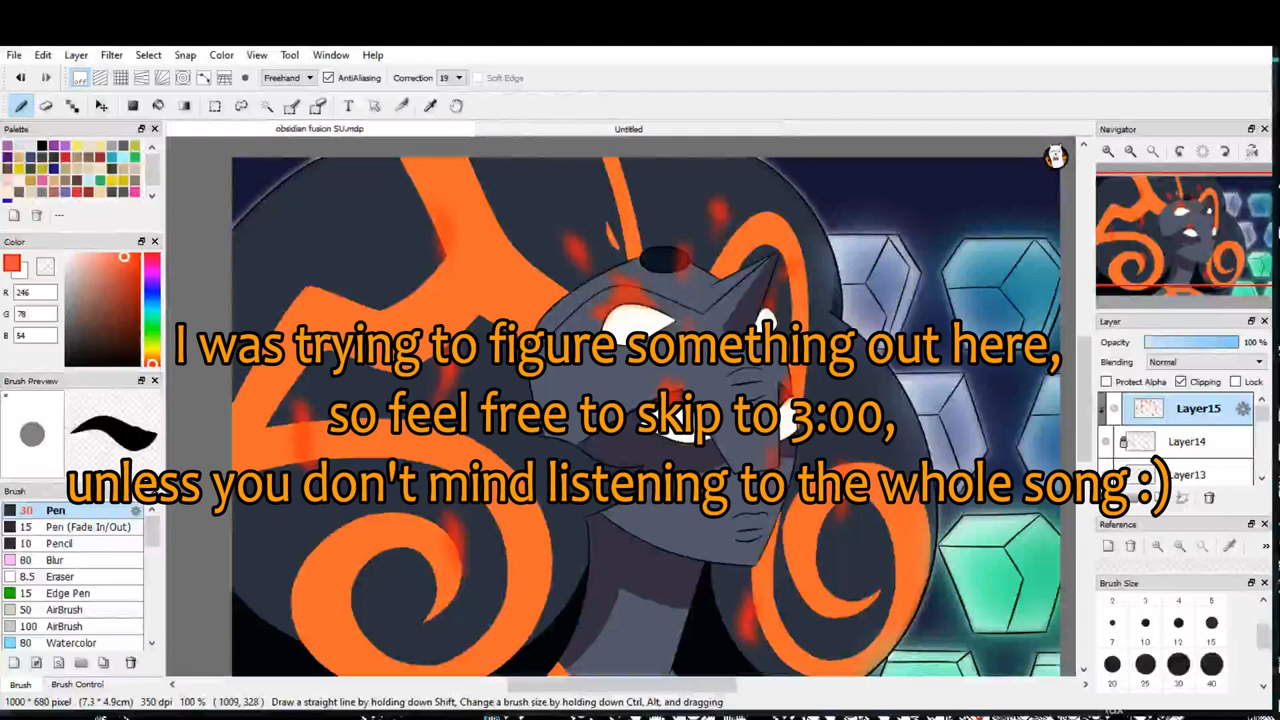 File Edit Layer Filter Select Snap Color View Tool Window Help
off Freehand AntiAliasing Correction 19 Soft Edge
Palette
obsidian fusion SU.mdp Untitled
Navigator
Color
R 246
G 78
B 54
I was trying to figure something out here,
so feel free to skip to 3:00,
unless you don't mind listening to the whole song :)
Layer
Opacity 100 %
Blending Normal
Protect Alpha Clipping Lock
Layer15
Layer14
Layer13
Brush Preview
Brush
30 Pen
15 Pen (Fade In/Out)
10 Pencil
80 Blur
8.5 Eraser
15 Edge Pen
50 AirBrush
100 AirBrush
80 Watercolor
Reference
Brush Size
2 3 4 5
7 10 12 15
20 25 30 40
Brush Brush Control
1000 * 680 pixel (7.3 * 4.9cm) 350 dpi 100 % ( 1009, 328 ) Draw a straight line by holding down Shift, Change a brush size by holding down Ctrl, Alt, and dragging